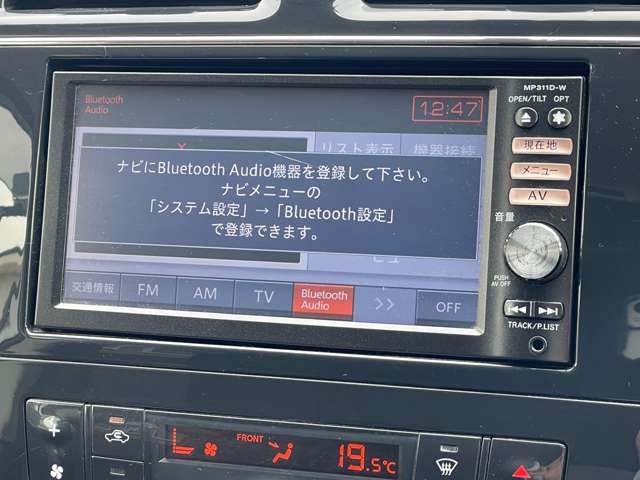 MP311D-W
OPEN/TILT OPT
Bluetooth
Audio
12:47
リスト表示 機器接続
ナビにBluetooth Audio機器を登録して下さい。
ナビメニューの
「システム設定」→「Bluetooth設定」
で登録できます。
交通情報 FM AM TV Bluetooth Audio >> OFF
現在地
メニュー
AV
音量
PUSH
AV OFF
TRACK/P.LIST
FRONT
19.5℃